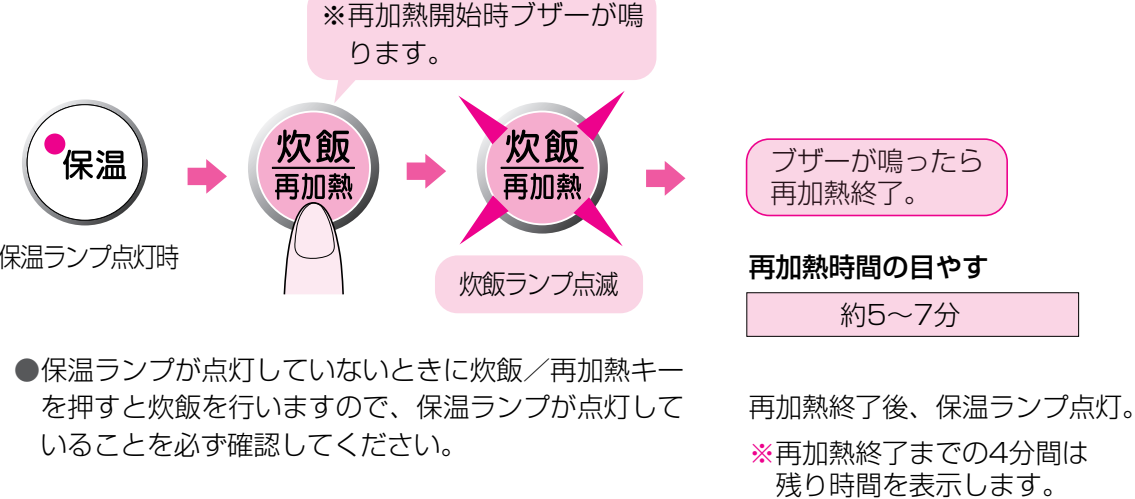 ※再加熱開始時ブザーが鳴
ります。
保温
炊飯
再加熱
炊飯
再加熱
ブザーが鳴ったら
再加熱終了。
保温ランプ点灯時
炊飯ランプ点滅
再加熱時間の目やす
約5〜7分
●保温ランプが点灯していないときに炊飯／再加熱キー
を押すと炊飯を行いますので、保温ランプが点灯して
いることを必ず確認してください。
再加熱終了後、保温ランプ点灯。
※再加熱終了までの4分間は
残り時間を表示します。